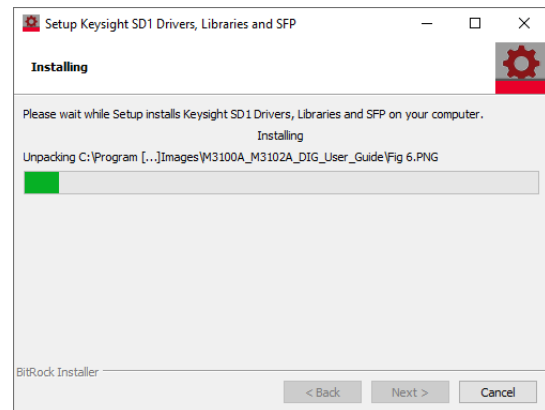 Setup Keysight SD1 Drivers, Libraries and SFP
Installing
Please wait while Setup installs Keysight SD1 Drivers, Libraries and SFP on your computer.
Installing
Unpacking C:\Program [...]Images\M3100A_M3102A_DIG_User_Guide\Fig 6.PNG
BitRock Installer
< Back Next > Cancel